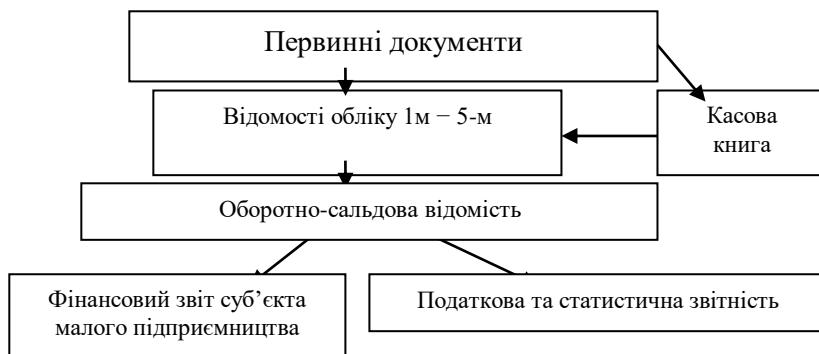 Первинні документи
Відомості обліку 1м − 5-м
Касова
книга
Оборотно-сальдова відомість
Фінансовий звіт суб’єкта
малого підприємництва
Податкова та статистична звітність